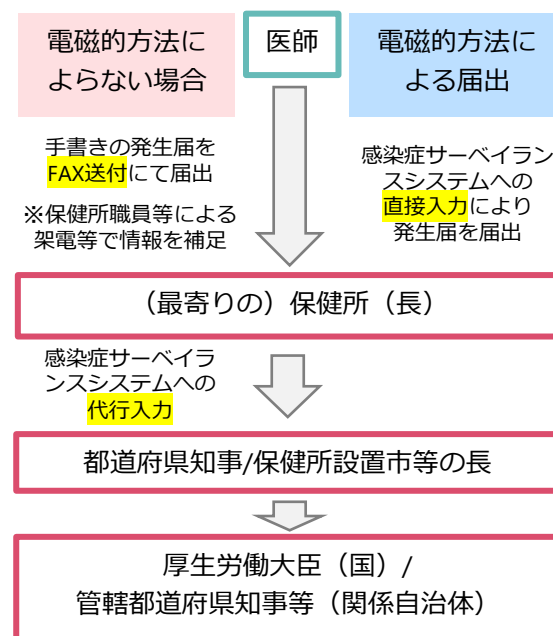 電磁的方法に
よらない場合
医師
電磁的方法に
よる届出
手書きの発生届を
FAX送付にて届出
※保健所職員等による
架電等で情報を補足
感染症サーベイラン
スシステムへの
直接入力により
発生届を届出
（最寄りの）保健所（長）
感染症サーベイラ
ンスシステムへの
代行入力
都道府県知事/保健所設置市等の長
厚生労働大臣（国）/
管轄都道府県知事等（関係自治体）